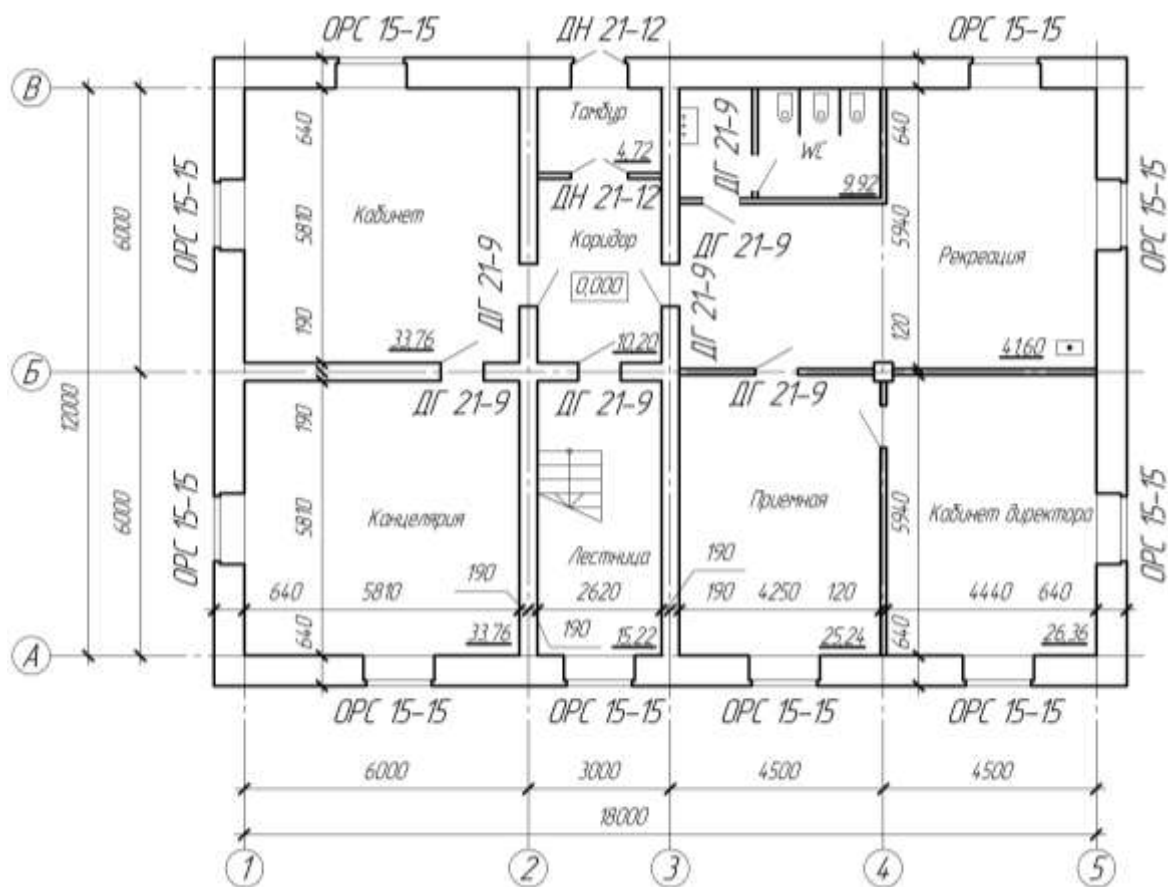 ОРС 15-15
ДН 21-12
ОРС 15-15
В
640
Тамбур
4.72
ДГ 21-9
WC
9.92
640
ОРС 15-15
6000
5810
Кабинет
ДН 21-12
Коридор
0,000
ДГ 21-9
ДГ 21-9
5940
Рекреация
ОРС 15-15
190
33.76
ДГ 21-9
10.20
120
41.60
Б
12000
ДГ 21-9
ДГ 21-9
ДГ 21-9
190
6000
5810
Канцелярия
Лестница
Приемная
5940
Кабинет директора
ОРС 15-15
ОРС 15-15
190
190
640
5810
2620
190
4250
120
4440
640
А
640
33.76
190
15.22
25.24
640
26.36
ОРС 15-15
ОРС 15-15
ОРС 15-15
ОРС 15-15
6000
3000
4500
4500
18000
1
2
3
4
5